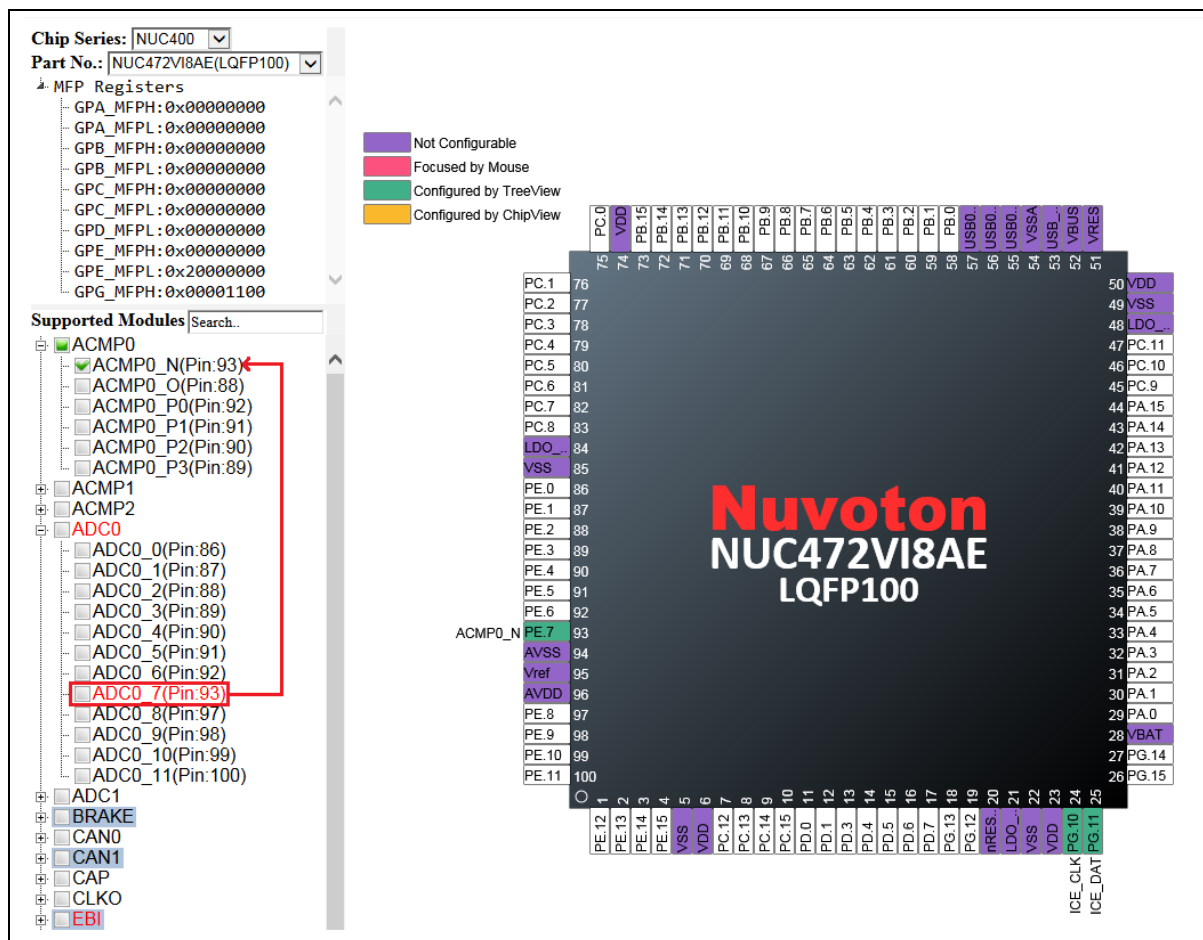 Chip Series: NUC400
Part No.: NUC472VI8AE(LQFP100)
MFP Registers
GPA_MFPH:0x00000000
GPA_MFPL:0x00000000
GPB_MFPH:0x00000000
GPB_MFPL:0x00000000
GPC_MFPH:0x00000000
GPC_MFPL:0x00000000
GPD_MFPL:0x00000000
GPE_MFPH:0x00000000
GPE_MFPL:0x20000000
GPG_MFPH:0x00001100
Supported Modules Search..
ACMP0
ACMP0_N(Pin:93)
ACMP0_O(Pin:88)
ACMP0_P0(Pin:92)
ACMP0_P1(Pin:91)
ACMP0_P2(Pin:90)
ACMP0_P3(Pin:89)
ACMP1
ACMP2
ADC0
ADC0_0(Pin:86)
ADC0_1(Pin:87)
ADC0_2(Pin:88)
ADC0_3(Pin:89)
ADC0_4(Pin:90)
ADC0_5(Pin:91)
ADC0_6(Pin:92)
ADC0_7(Pin:93)
ADC0_8(Pin:97)
ADC0_9(Pin:98)
ADC0_10(Pin:99)
ADC0_11(Pin:100)
ADC1
BRAKE
CAN0
CAN1
CAP
CLKO
EBI
Not Configurable
Focused by Mouse
Configured by TreeView
Configured by ChipView
PC.0 75
VDD 74
PB.15 73
PB.14 72
PB.13 71
PB.12 70
PB.11 69
PB.10 68
PB.9 67
PB.8 66
PB.7 65
PB.6 64
PB.5 63
PB.4 62
PB.3 61
PB.2 60
PB.1 59
PB.0 58
USB0.. 57
USB0.. 56
USB0.. 55
VSSA 54
USB_.. 53
VBUS 52
VRES 51
PC.1 76
PC.2 77
PC.3 78
PC.4 79
PC.5 80
PC.6 81
PC.7 82
PC.8 83
LDO_.. 84
VSS 85
PE.0 86
PE.1 87
PE.2 88
PE.3 89
PE.4 90
PE.5 91
PE.6 92
ACMP0_N PE.7 93
AVSS 94
Vref 95
AVDD 96
PE.8 97
PE.9 98
PE.10 99
PE.11 100
Nuvoton
NUC472VI8AE
LQFP100
50 VDD
49 VSS
48 LDO_..
47 PC.11
46 PC.10
45 PC.9
44 PA.15
43 PA.14
42 PA.13
41 PA.12
40 PA.11
39 PA.10
38 PA.9
37 PA.8
36 PA.7
35 PA.6
34 PA.5
33 PA.4
32 PA.3
31 PA.2
30 PA.1
29 PA.0
28 VBAT
27 PG.14
26 PG.15
PE.12 1
PE.13 2
PE.14 3
PE.15 4
VSS 5
VDD 6
PC.12 7
PC.13 8
PC.14 9
PC.15 10
PD.0 11
PD.1 12
PD.3 13
PD.4 14
PD.5 15
PD.6 16
PD.7 17
PG.13 18
PG.12 19
nRES.. 20
LDO_.. 21
VSS 22
VDD 23
ICE_CLK PG.10 24
ICE_DAT PG.11 25